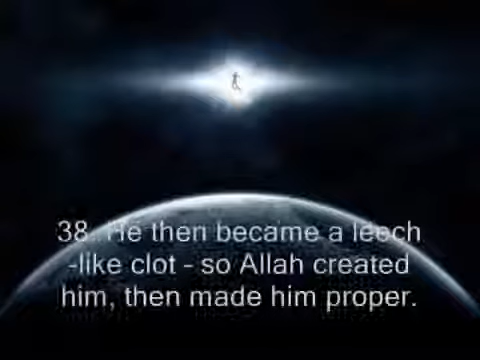 38. He then became a leech
-like clot - so Allah created
him, then made him proper.